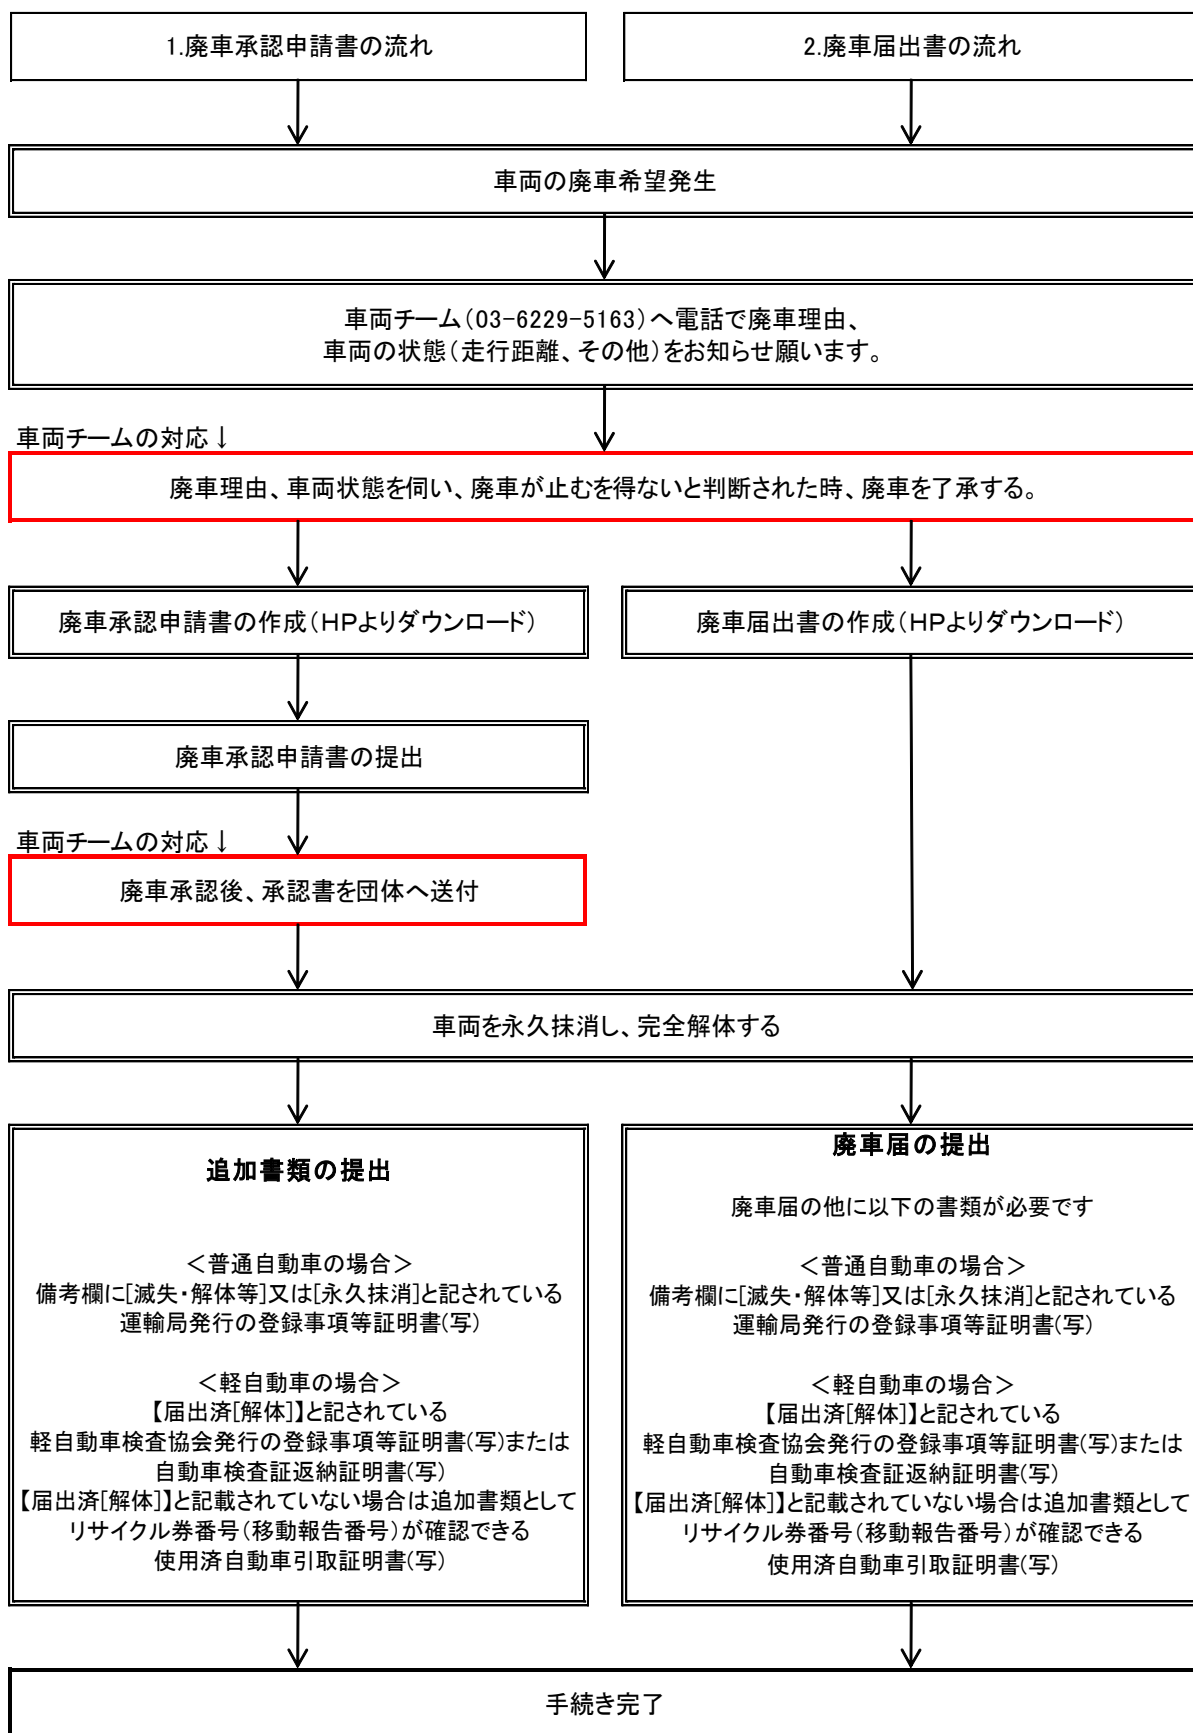 1.廃車承認申請書の流れ
2.廃車届出書の流れ
車両の廃車希望発生
車両チーム(03-6229-5163)へ電話で廃車理由、
車両の状態(走行距離、その他)をお知らせ願います。
車両チームの対応↓
廃車理由、車両状態を伺い、廃車が止むを得ないと判断された時、廃車を了承する。
廃車承認申請書の作成(HPよりダウンロード)
廃車届出書の作成(HPよりダウンロード)
廃車承認申請書の提出
車両チームの対応↓
廃車承認後、承認書を団体へ送付
車両を永久抹消し、完全解体する
追加書類の提出
<普通自動車の場合>
備考欄に[滅失・解体等]又は[永久抹消]と記されている
運輸局発行の登録事項等証明書(写)
<軽自動車の場合>
【届出済[解体]】と記されている
軽自動車検査協会発行の登録事項等証明書(写)または
自動車検査証返納証明書(写)
【届出済[解体]】と記載されていない場合は追加書類として
リサイクル券番号(移動報告番号)が確認できる
使用済自動車引取証明書(写)
廃車届の提出
廃車届の他に以下の書類が必要です
<普通自動車の場合>
備考欄に[滅失・解体等]又は[永久抹消]と記されている
運輸局発行の登録事項等証明書(写)
<軽自動車の場合>
【届出済[解体]】と記されている
軽自動車検査協会発行の登録事項等証明書(写)または
自動車検査証返納証明書(写)
【届出済[解体]】と記載されていない場合は追加書類として
リサイクル券番号(移動報告番号)が確認できる
使用済自動車引取証明書(写)
手続き完了